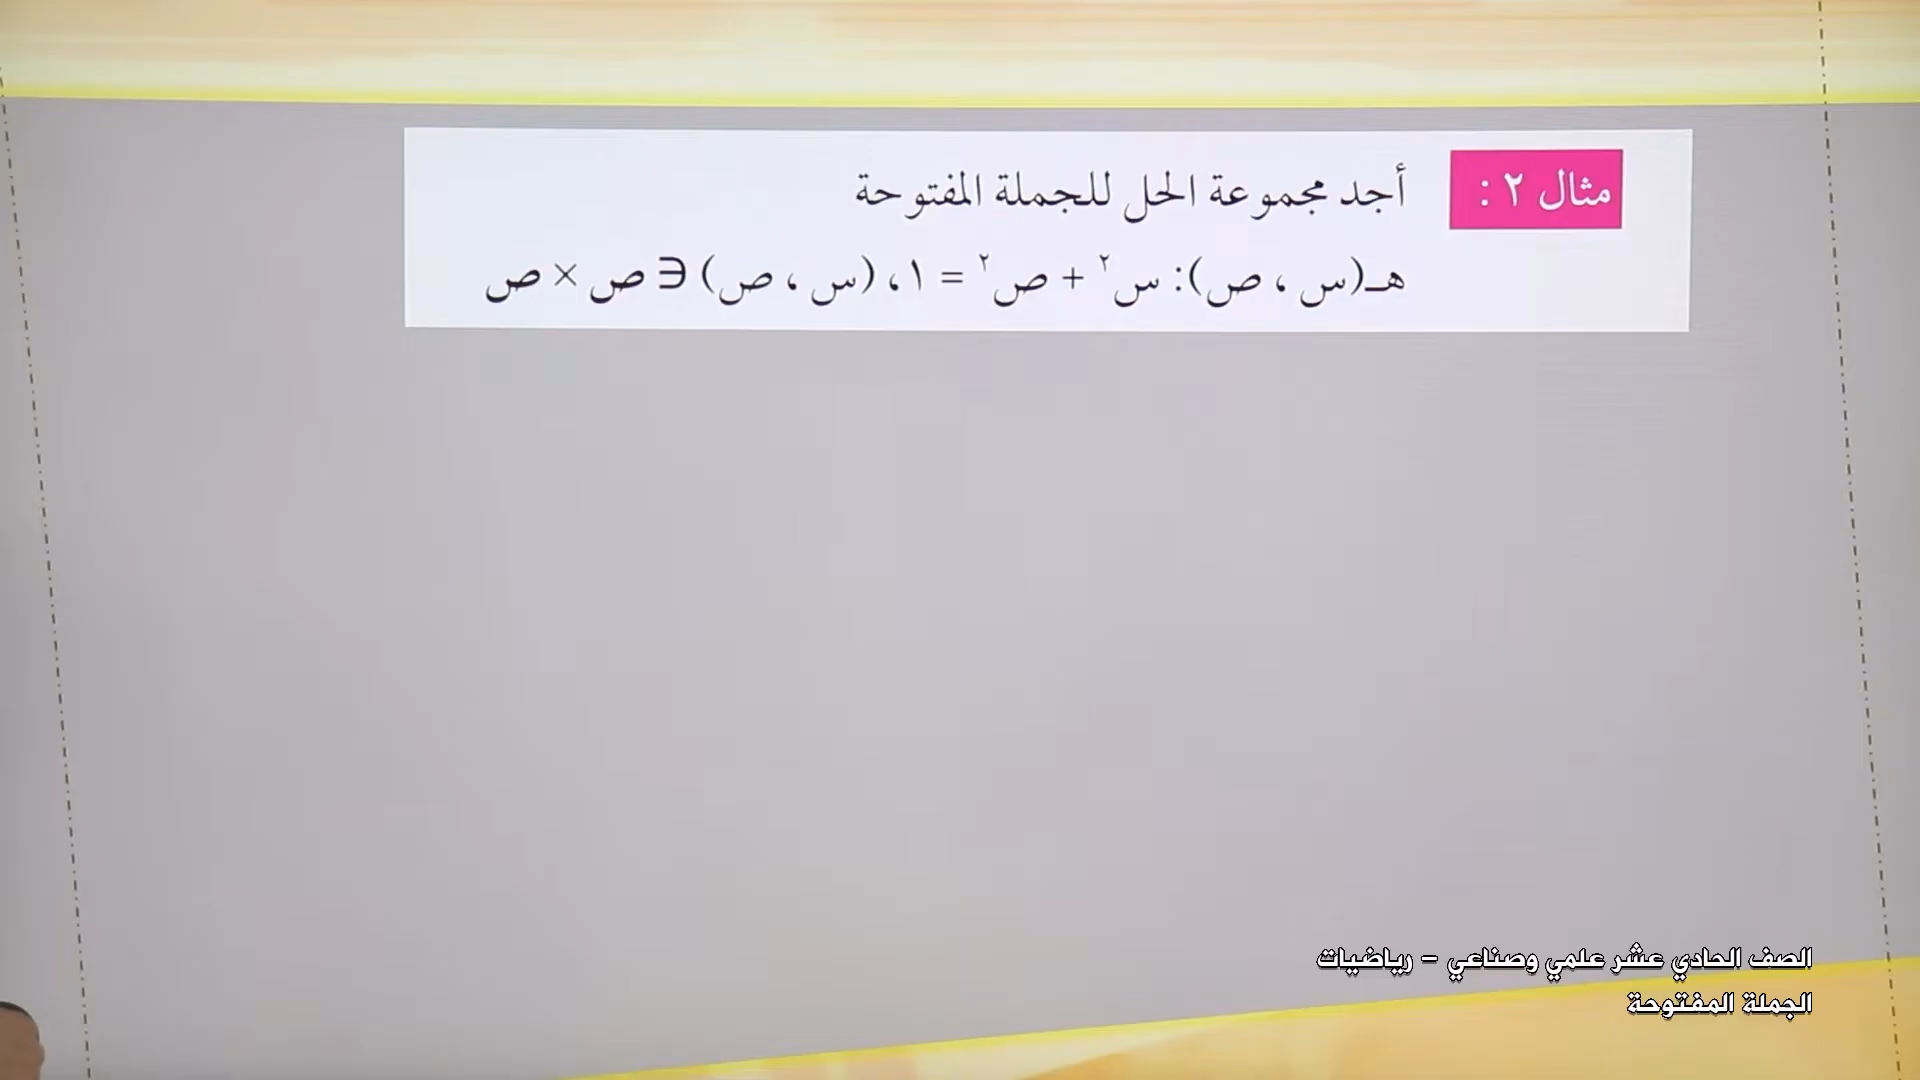 مثال ٢ : أجد مجموعة الحل للجملة المفتوحة
هـ(س ، ص): س٢ + ص٢ = ١، (س ، ص) ∈ ص × ص
الصف الحادي عشر علمي وصناعي - رياضيات
الجملة المفتوحة